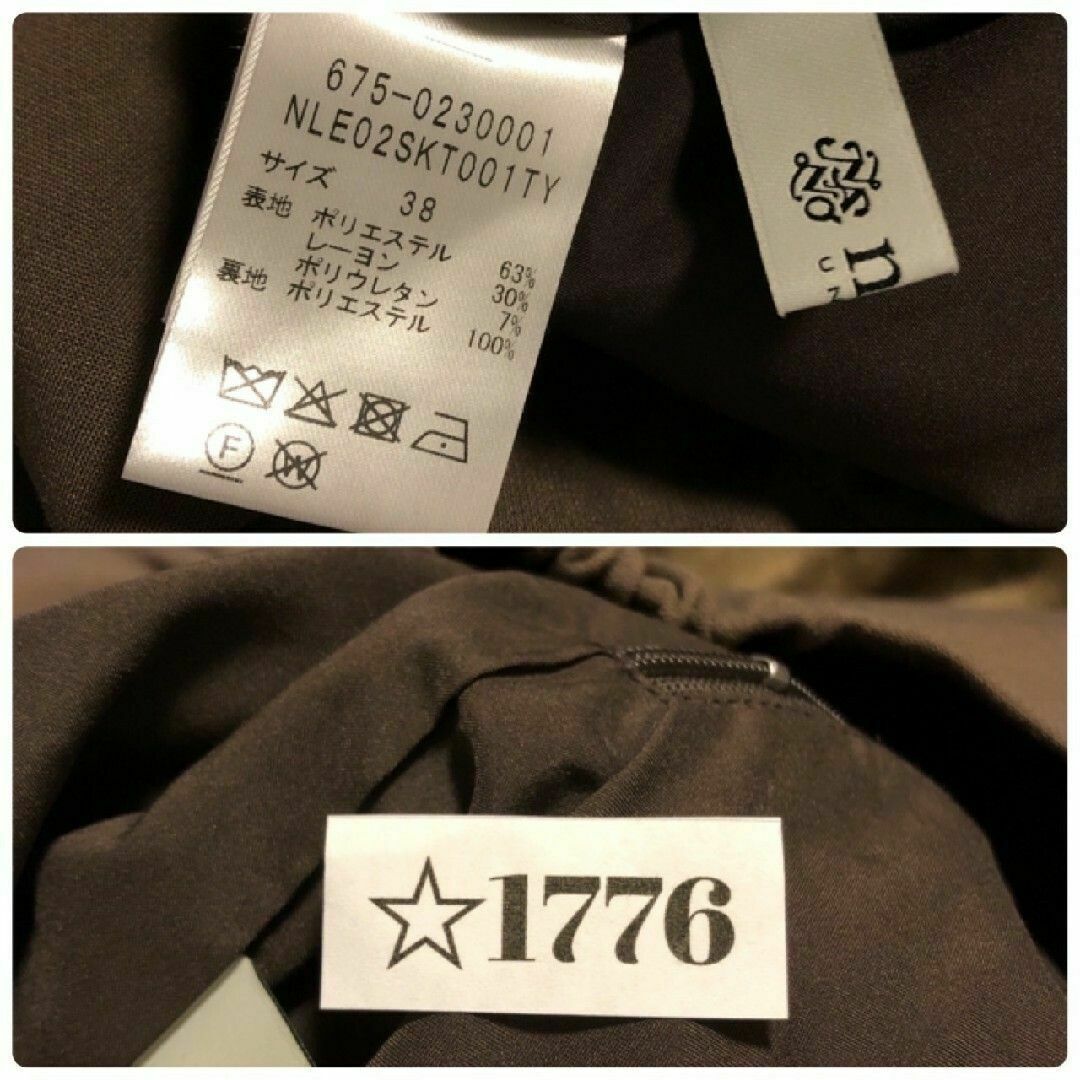 675-0230001
NLE02SKT001TY
サイズ 38
表地 ポリエステル 63%
レーヨン 30%
ポリウレタン 7%
裏地 ポリエステル 100%
F
W
n
☆1776